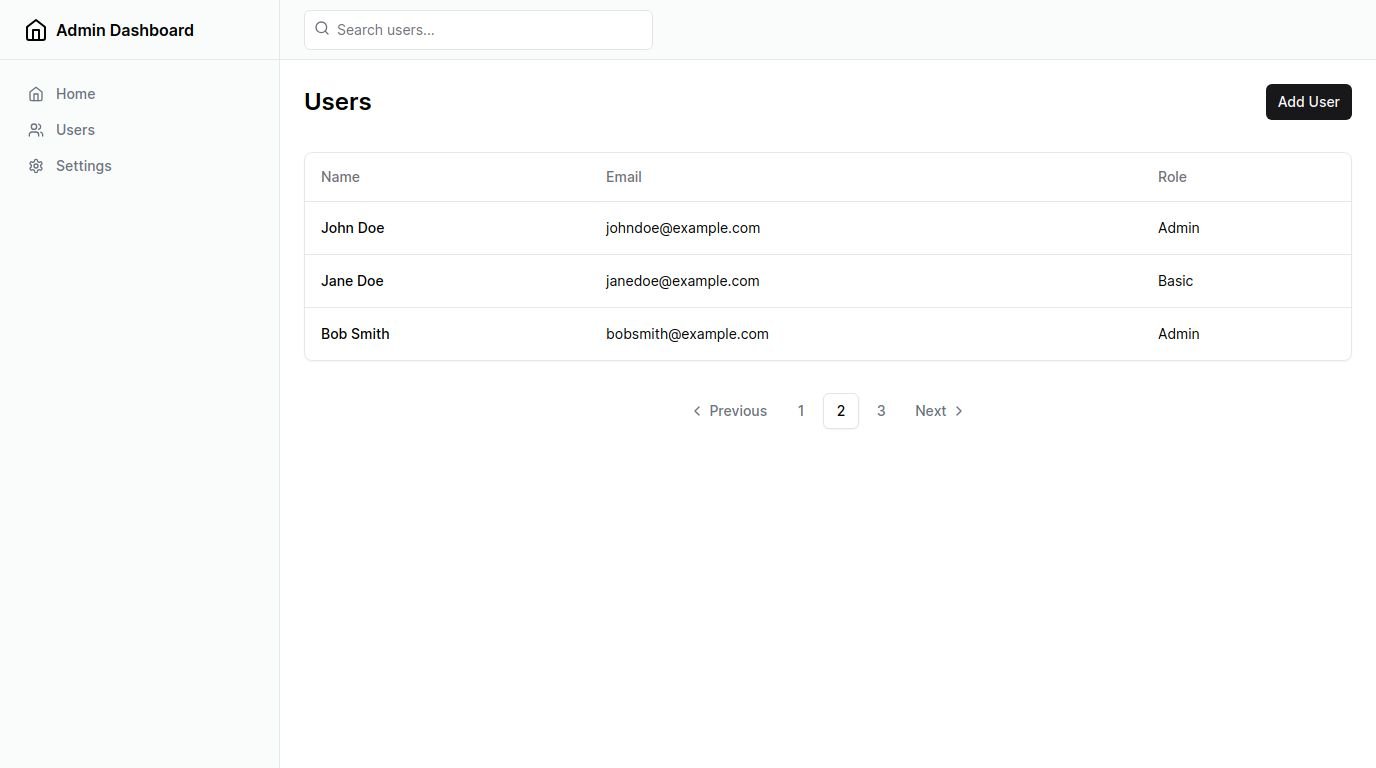 Admin Dashboard
Search users...
Home
Users
Settings
Users
Add User
Name Email Role
John Doe johndoe@example.com Admin
Jane Doe janedoe@example.com Basic
Bob Smith bobsmith@example.com Admin
Previous 1 2 3 Next